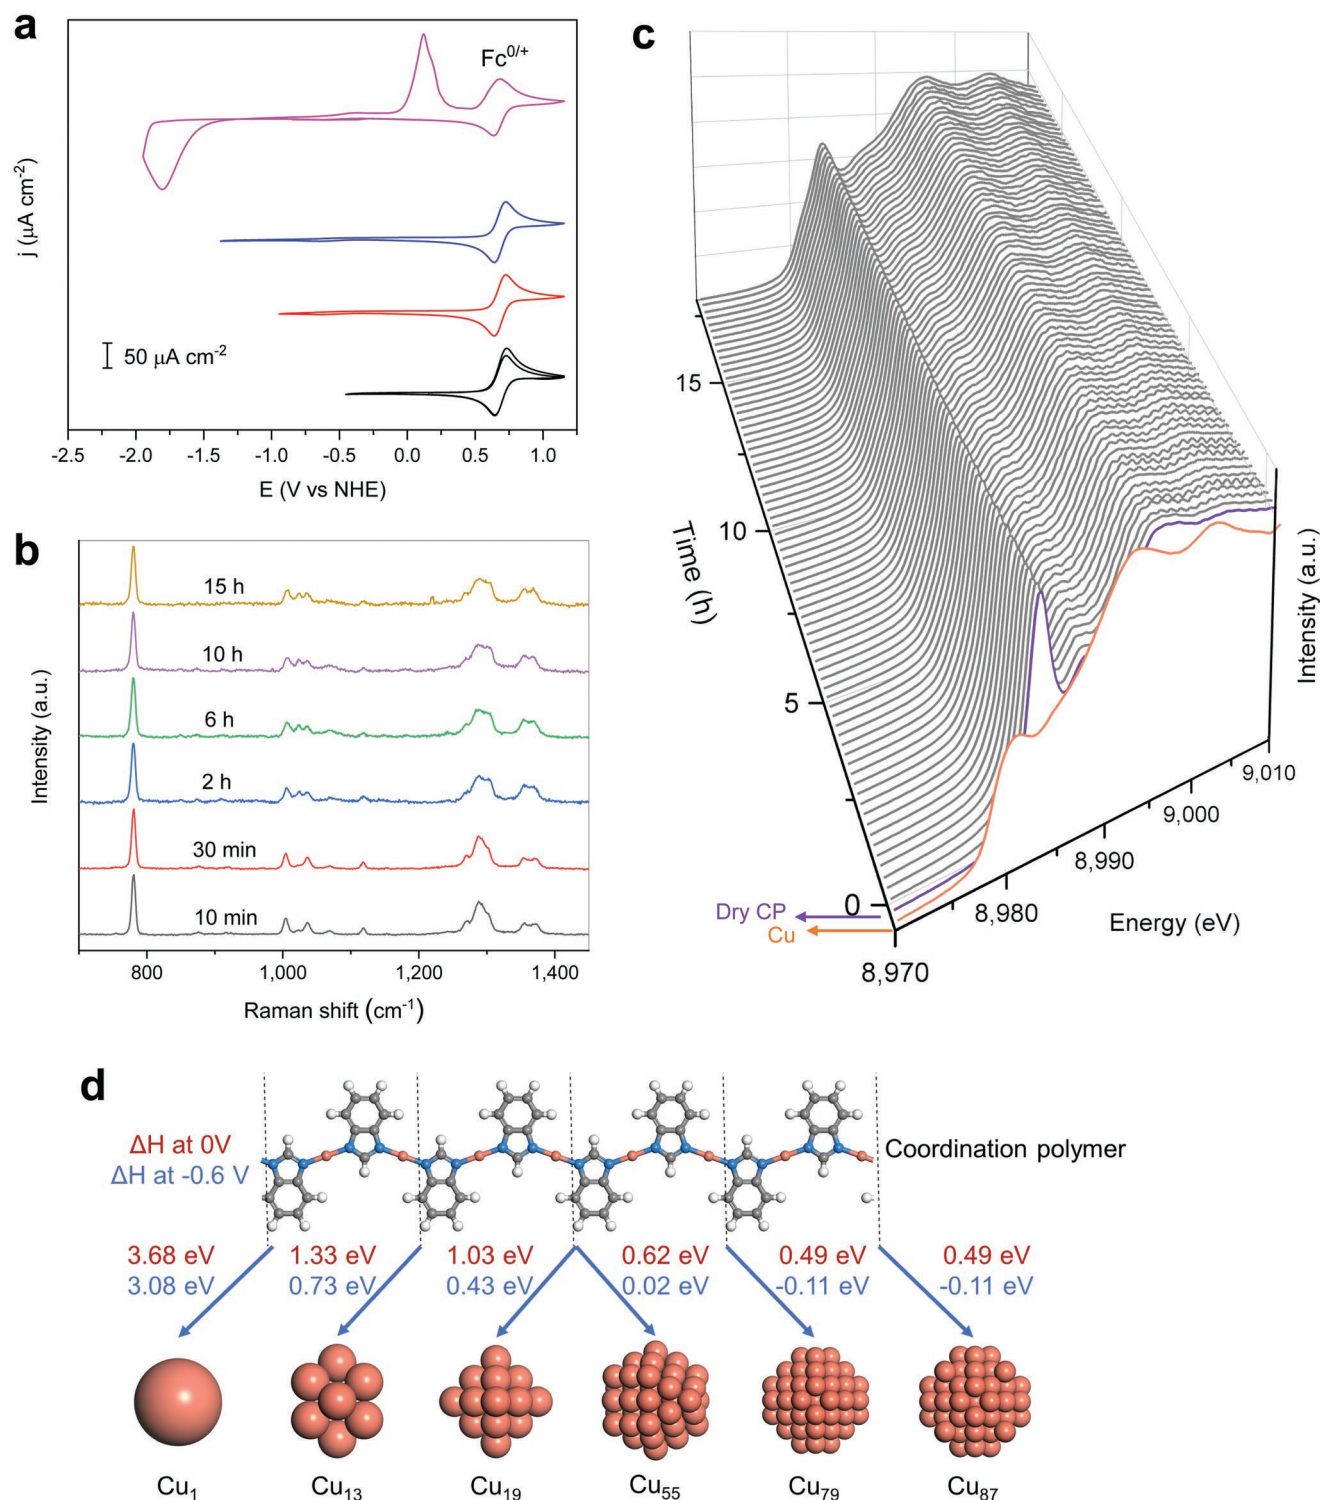 a
Fc0/+
j (μA cm-2)
50 μA cm-2
-2.5 -2.0 -1.5 -1.0 -0.5 0.0 0.5 1.0
E (V vs NHE)
b
15 h
10 h
6 h
2 h
30 min
10 min
Intensity (a.u.)
800 1,000 1,200 1,400
Raman shift (cm-1)
c
15
10
5
0
Time (h)
Dry CP
Cu
8,970
8,980
8,990
9,000
9,010
Energy (eV)
Intensity (a.u.)
d
ΔH at 0V
ΔH at -0.6 V
Coordination polymer
3.68 eV 1.33 eV 1.03 eV 0.62 eV 0.49 eV 0.49 eV
3.08 eV 0.73 eV 0.43 eV 0.02 eV -0.11 eV -0.11 eV
Cu1 Cu13 Cu19 Cu55 Cu79 Cu87